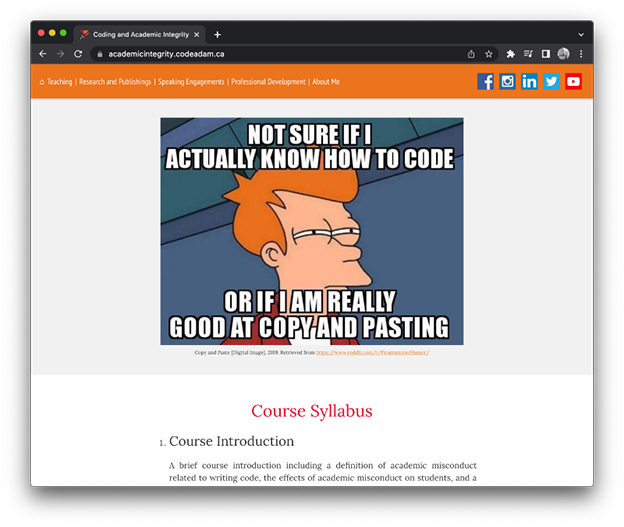 Coding and Academic Integrity
academicintegrity.codeadam.ca
Teaching | Research and Publishings | Speaking Engagements | Professional Development | About Me
NOT SURE IF I
ACTUALLY KNOW HOW TO CODE
OR IF I AM REALLY
GOOD AT COPY AND PASTING
Copy and Paste [Digital Image]. 2019. Retrieved from https://www.reddit.com/r/ProgrammerHumor/
Course Syllabus
1. Course Introduction
A brief course introduction including a definition of academic misconduct
related to writing code, the effects of academic misconduct on students, and a